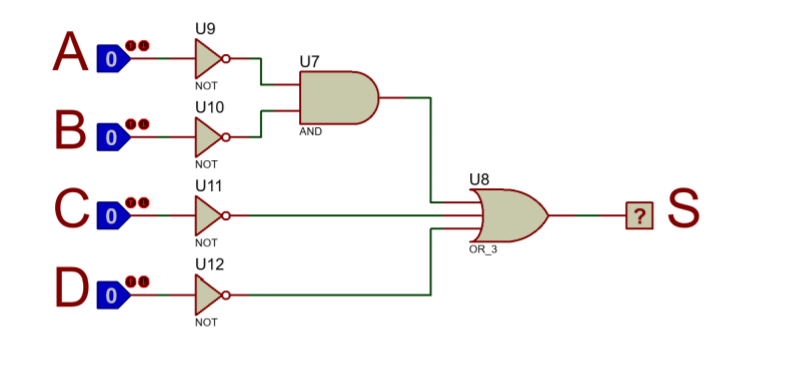 U9
A 0
NOT
U7
U10
B 0
AND
NOT
U11
U8
C 0
? S
NOT
OR_3
U12
D 0
NOT